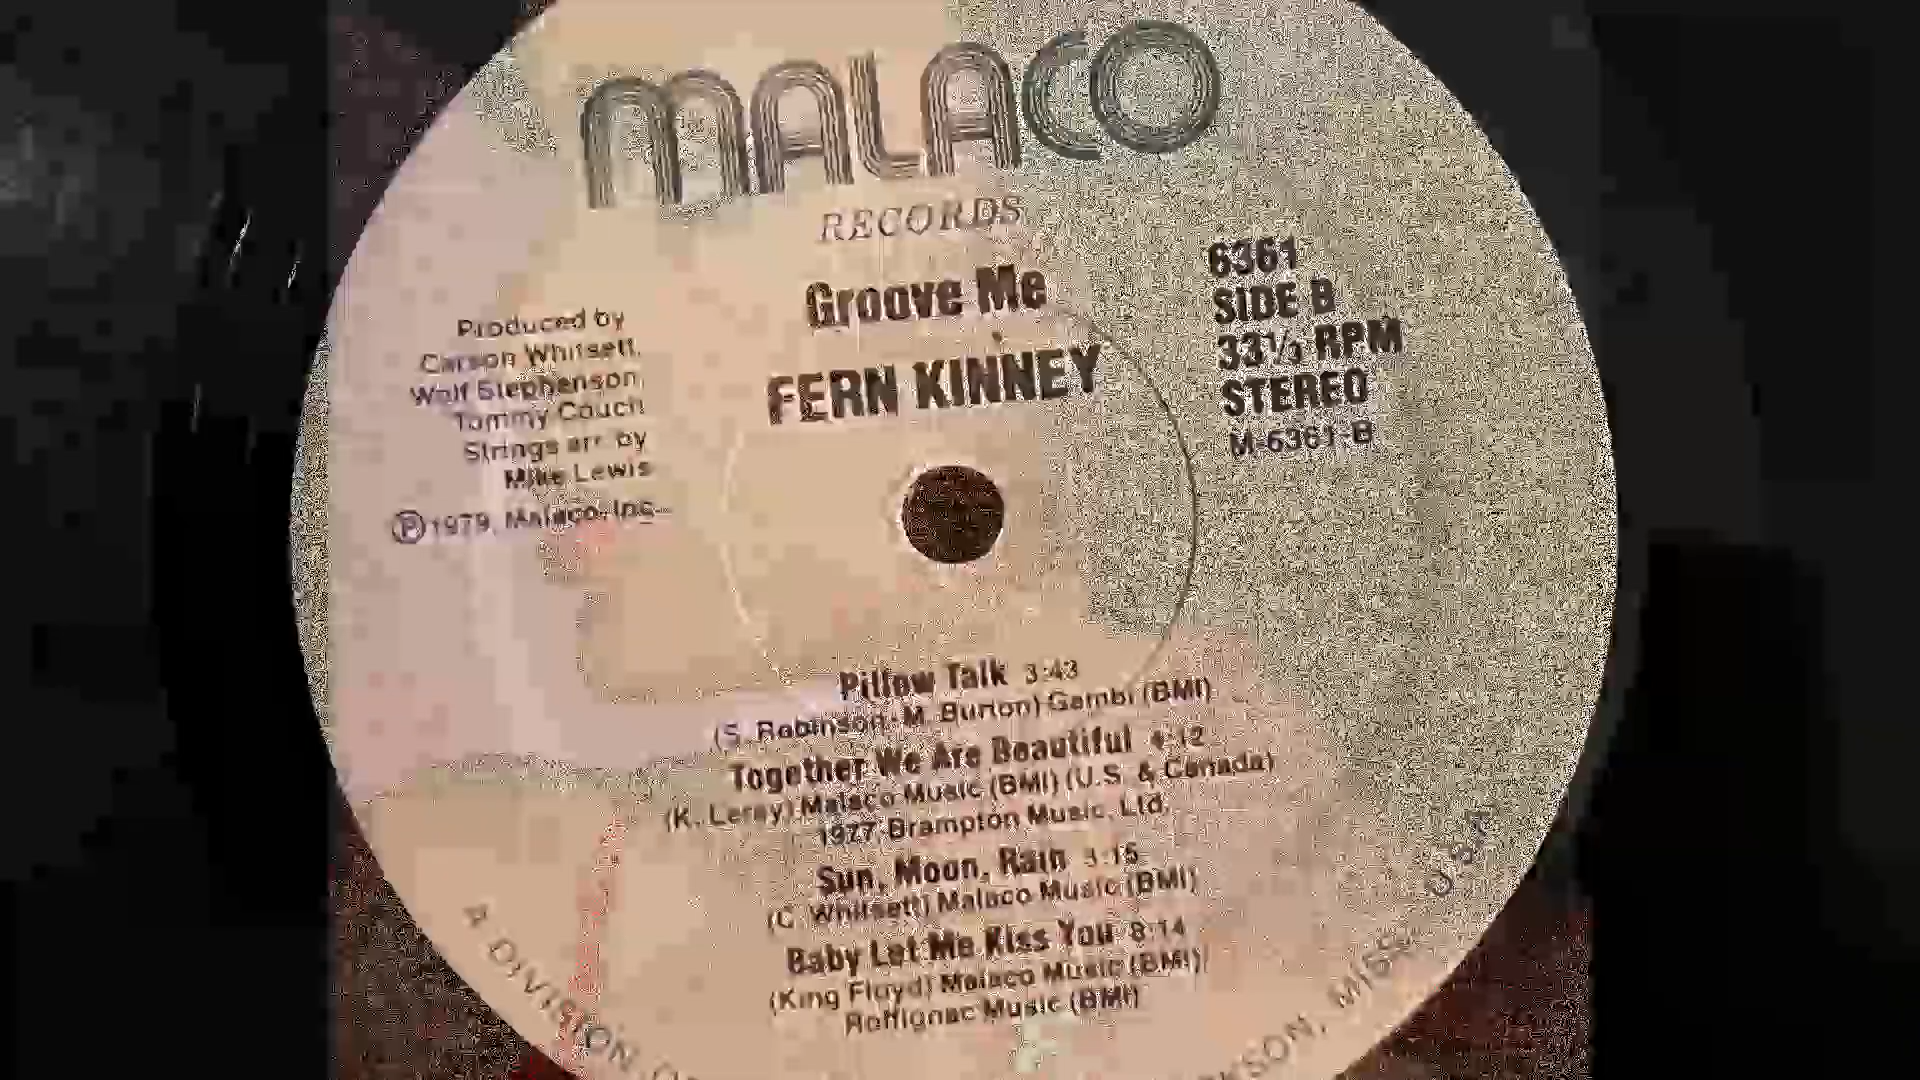 MALACO
RECORDS
Groove Me
FERN KINNEY
6361
SIDE B
33⅓ RPM
STEREO
M-6361-B
Produced by
Carson Whitsett,
Wolf Stephenson,
Tommy Couch
Strings arr. by
Mike Lewis
Ⓟ 1979, Malaco, Inc.
Pillow Talk 3:43
(S. Robinson-M. Burton) Gambi (BMI)
Together We Are Beautiful 4:12
(K. Leray) Malaco Music (BMI) (U.S. & Canada)
1977, Brampton Music, Ltd.
Sun, Moon, Rain 3:15
(C. Whitsett) Malaco Music (BMI)
Baby Let Me Kiss You 8:14
(King Floyd) Malaco Music (BMI)
Roffignac Music (BMI)
A DIVISION